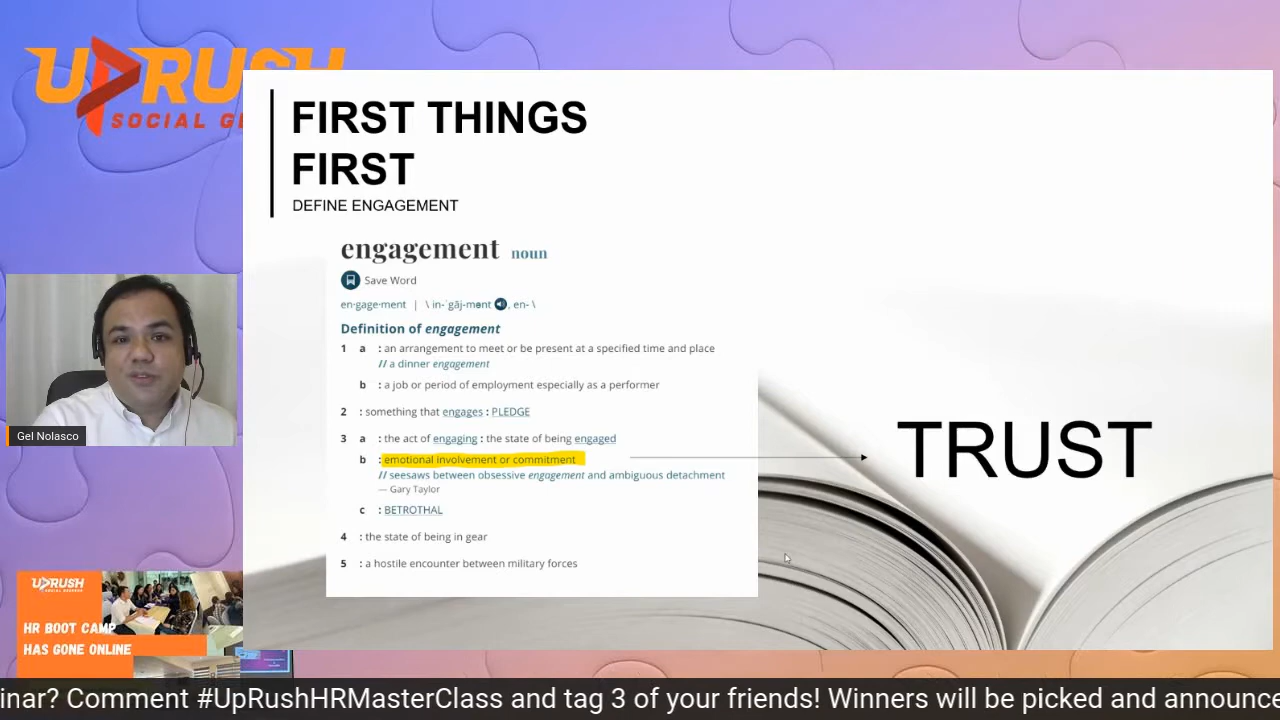 UPRUSH
SOCIAL GE
FIRST THINGS
FIRST
DEFINE ENGAGEMENT
engagement noun
Save Word
en·gage·ment | \ in-ˈgāj-mənt , en- \
Definition of engagement
1 a : an arrangement to meet or be present at a specified time and place
// a dinner engagement
b : a job or period of employment especially as a performer
2 : something that engages : PLEDGE
3 a : the act of engaging : the state of being engaged
b : emotional involvement or commitment
// seesaws between obsessive engagement and ambiguous detachment
— Gary Taylor
c : BETROTHAL
4 : the state of being in gear
5 : a hostile encounter between military forces
TRUST
Gel Nolasco
UPRUSH
HR BOOT CAMP
HAS GONE ONLINE
inar? Comment #UpRushHRMasterClass and tag 3 of your friends! Winners will be picked and announce